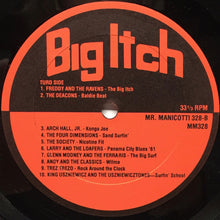 Big Itch
TURD SIDE
1. FREDDY AND THE RAVENS - The Big Itch
2. THE DEACONS - Baldie Beat
33⅓ RPM
MR. MANICOTTI 328-B
MM328
3. ARCH HALL, JR. - Konga Joe
4. THE FOUR DIMENSIONS - Sand Surfin'
5. THE SOCIETY - Nicotine Fit
6. LARRY AND THE LOAFERS - Panama City Blues '61
7. GLENN MOONEY AND THE FERRARIS - The Big Surf
8. ANDY AND THE CLASSICS - Wilma
9. TREZ TREZO - Rock Around the Clock
10. KING USZNIEWICZ AND THE USZNIEWICZTONES - Surfin' School